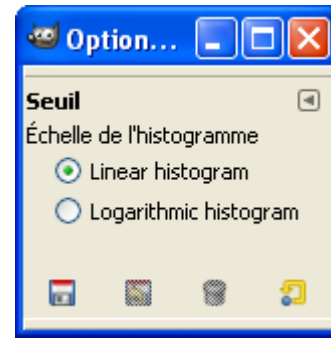 Option...
Seuil
Échelle de l'histogramme
Linear histogram
Logarithmic histogram